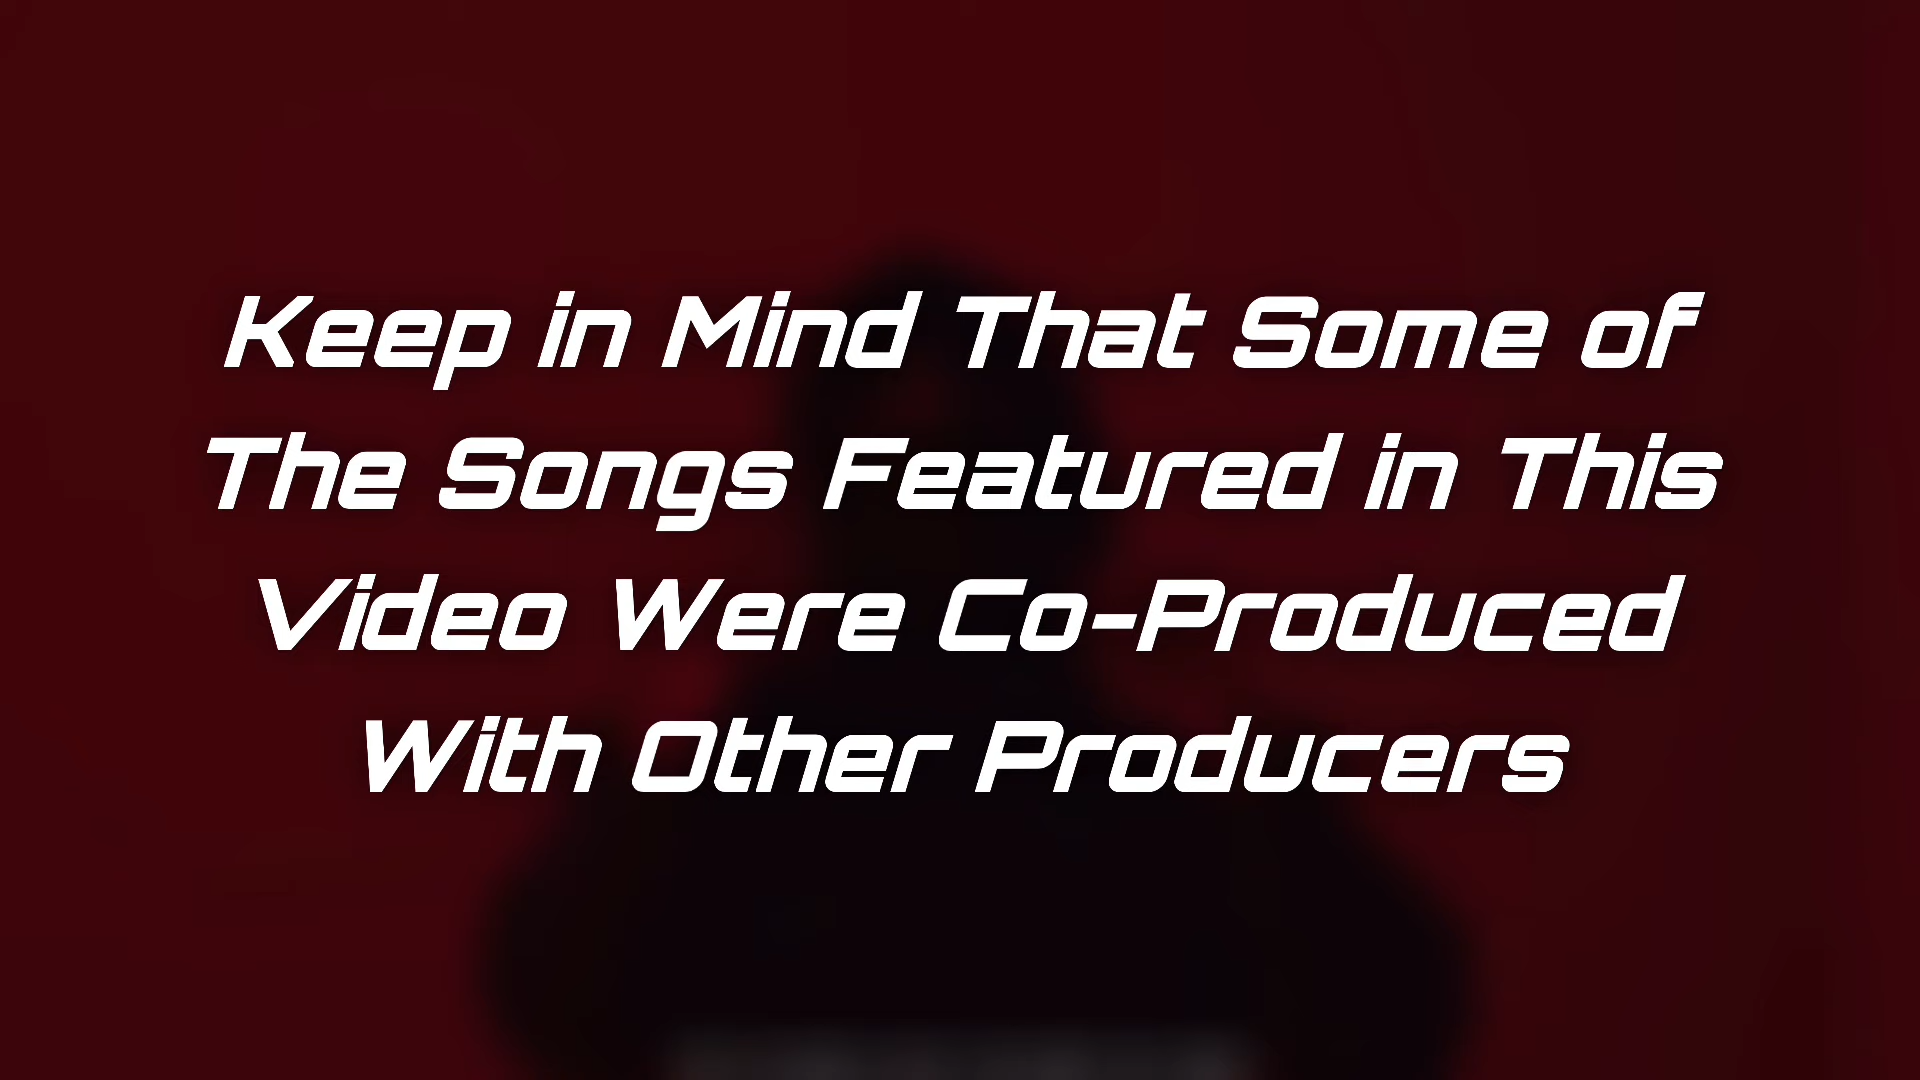 Keep in Mind That Some of
The Songs Featured in This
Video Were Co-Produced
With Other Producers